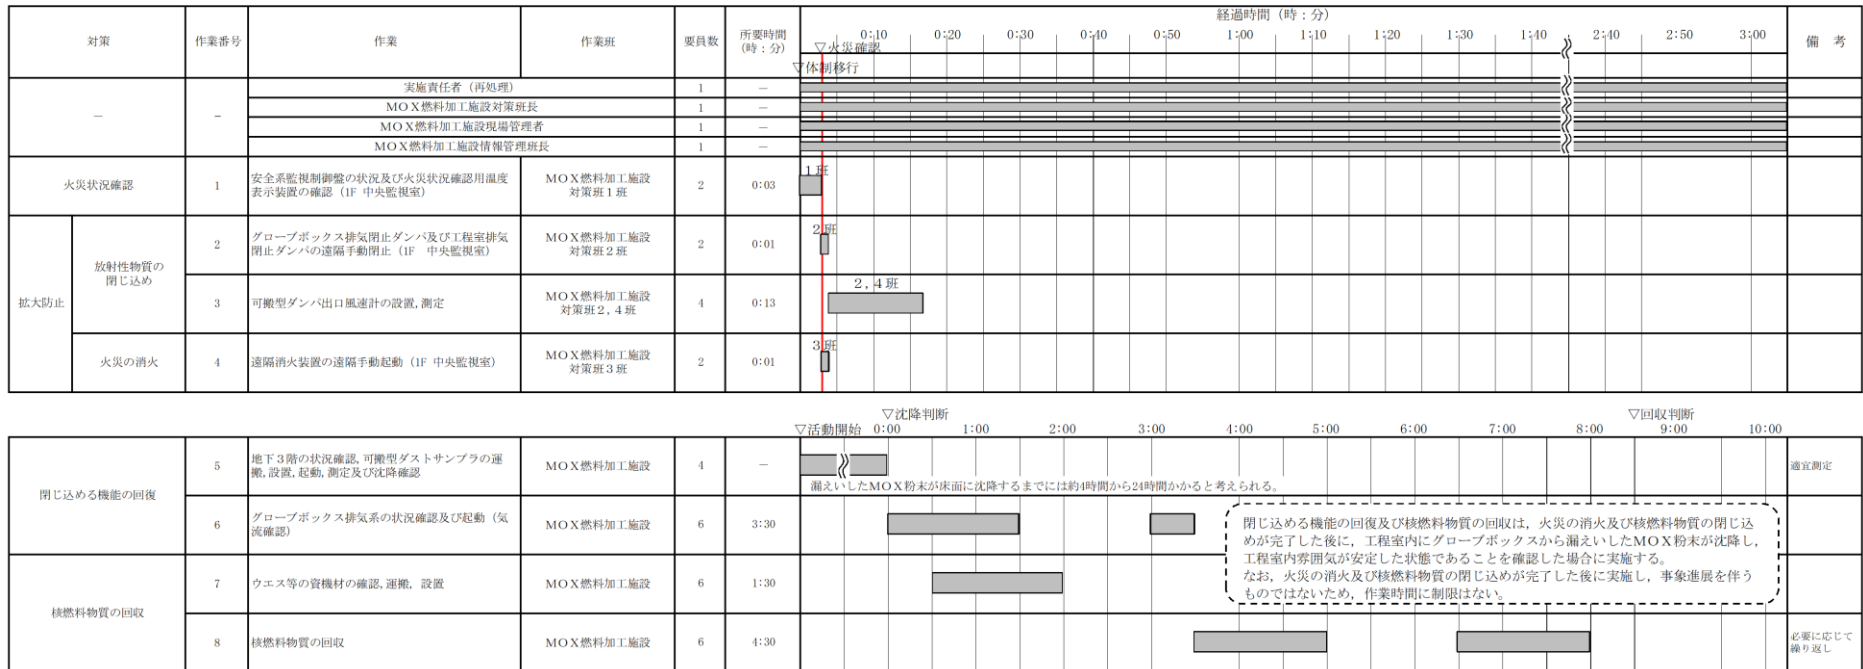 対策 作業番号 作業 作業班 要員数 所要時間 経過時間（時：分） 備 考
（時：分） 0:10 0:20 0:30 0:40 0:50 1:00 1:10 1:20 1:30 1:40 2:40 2:50 3:00
▽火災確認
▽体制移行
－ － 実施責任者（再処理） 1 －
ＭＯＸ燃料加工施設対策班長 1 －
ＭＯＸ燃料加工施設現場管理者 1 －
ＭＯＸ燃料加工施設情報管理班長 1 －
火災状況確認 1 安全系監視制御盤の状況及び火災状況確認用温度
表示装置の確認（1F 中央監視室） ＭＯＸ燃料加工施設
対策班１班 2 0:03 1班
拡大防止 放射性物質の
閉じ込め 2 グローブボックス排気閉止ダンパ及び工程室排気
閉止ダンパの遠隔手動閉止（1F 中央監視室） ＭＯＸ燃料加工施設
対策班２班 2 0:01 2班
3 可搬型ダンパ出口風速計の設置,測定 ＭＯＸ燃料加工施設
対策班２,４班 4 0:13 2,4班
火災の消火 4 遠隔消火装置の遠隔手動起動（1F 中央監視室） ＭＯＸ燃料加工施設
対策班３班 2 0:01 3班
▽沈降判断 ▽回収判断
▽活動開始 0:00 1:00 2:00 3:00 4:00 5:00 6:00 7:00 8:00 9:00 10:00
閉じ込める機能の回復 5 地下３階の状況確認,可搬型ダストサンプラの運
搬,設置,起動,測定及び沈降確認 ＭＯＸ燃料加工施設 4 － 適宜測定
漏えいしたＭＯＸ粉末が床面に沈降するまでには約4時間から24時間かかると考えられる。
6 グローブボックス排気系の状況確認及び起動（気
流確認） ＭＯＸ燃料加工施設 6 3:30
閉じ込める機能の回復及び核燃料物質の回収は，火災の消火及び核燃料物質の閉じ込
めが完了した後に，工程室内にグローブボックスから漏えいしたＭＯＸ粉末が沈降し，
工程室内雰囲気が安定した状態であることを確認した場合に実施する。
なお，火災の消火及び核燃料物質の閉じ込めが完了した後に実施し，事象進展を伴う
ものではないため，作業時間に制限はない。
核燃料物質の回収 7 ウエス等の資機材の確認,運搬，設置 ＭＯＸ燃料加工施設 6 1:30
8 核燃料物質の回収 ＭＯＸ燃料加工施設 6 4:30 必要に応じて
繰り返し